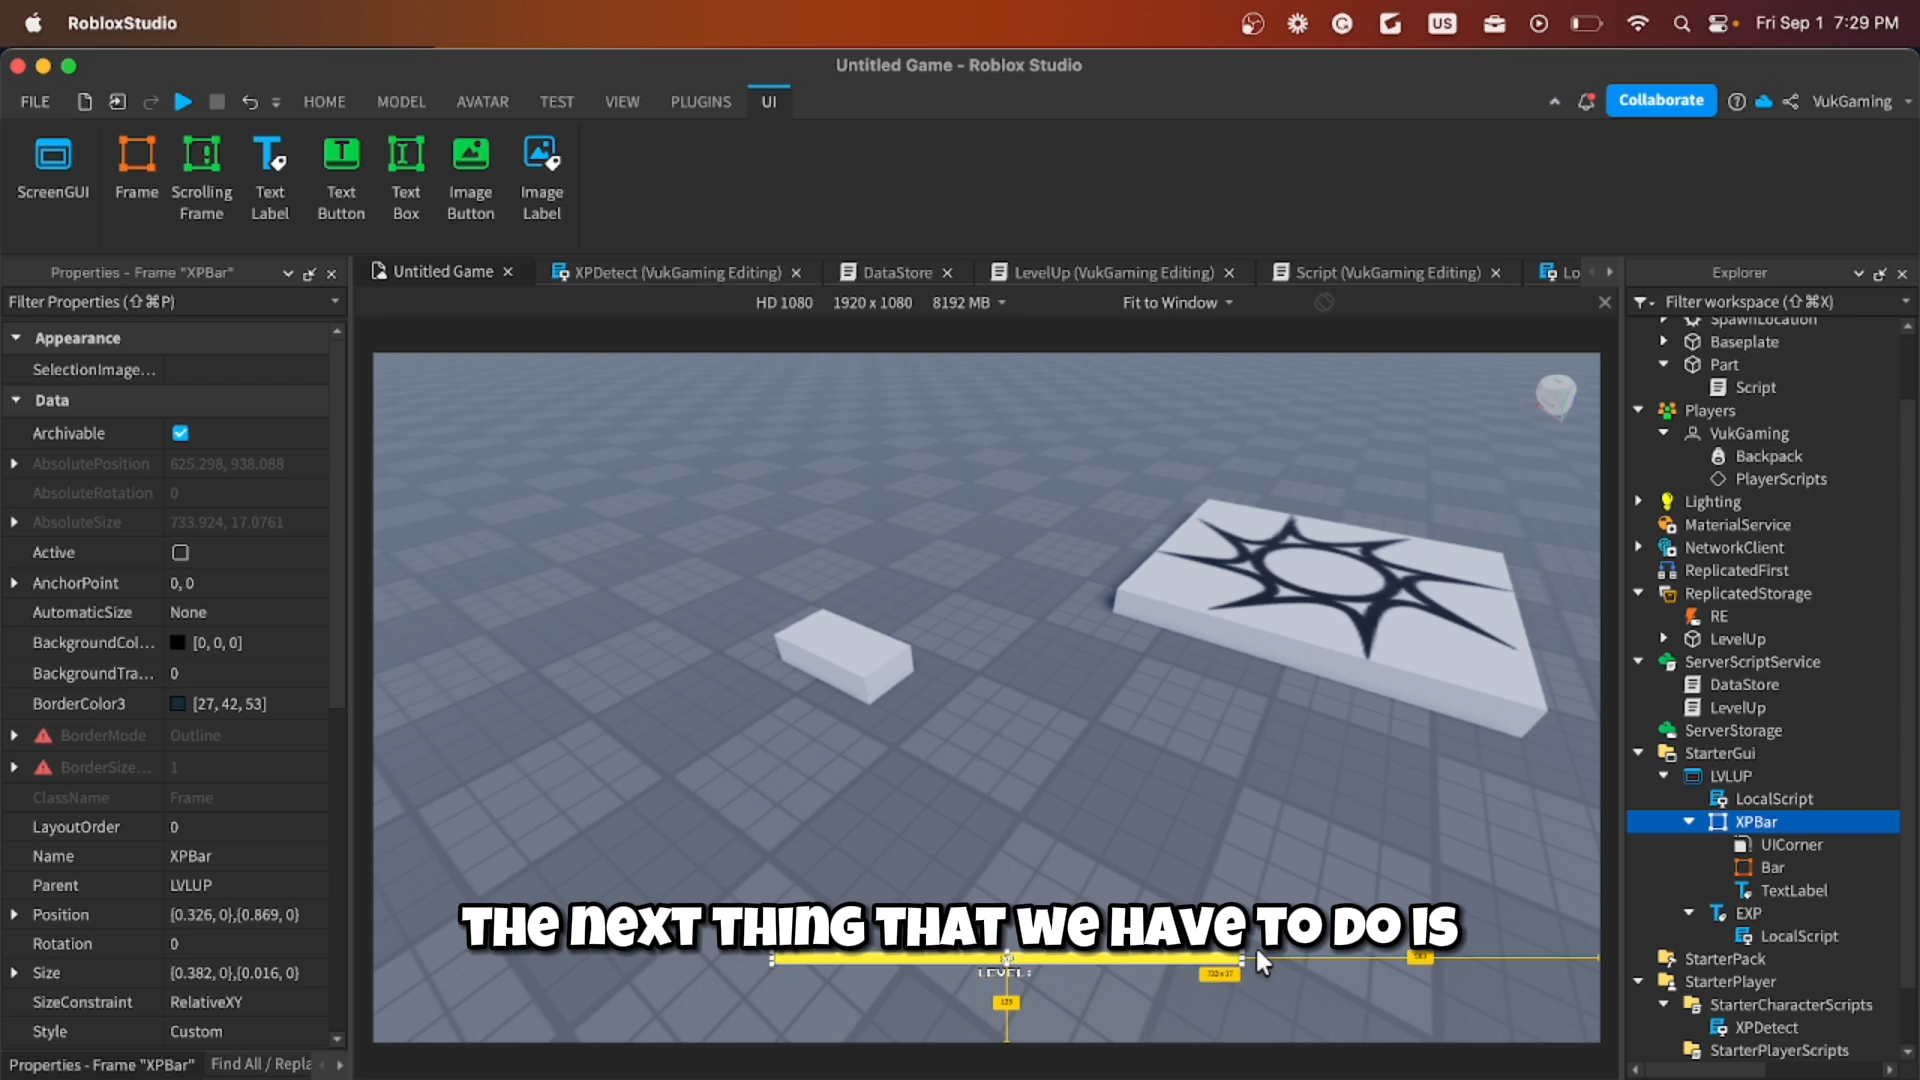 RobloxStudio
US
Fri Sep 1 7:29 PM
Untitled Game - Roblox Studio
FILE
HOME
MODEL
AVATAR
TEST
VIEW
PLUGINS
UI
Collaborate
VukGaming
ScreenGUI
Frame
Scrolling Frame
Text Label
Text Button
Text Box
Image Button
Image Label
Properties - Frame "XPBar"
Untitled Game
XPDetect (VukGaming Editing)
DataStore
LevelUp (VukGaming Editing)
Script (VukGaming Editing)
Lo
Explorer
Filter Properties (⇧⌘P)
HD 1080 1920 x 1080 8192 MB
Fit to Window
Filter workspace (⇧⌘X)
Appearance
SelectionImage...
Data
Archivable
AbsolutePosition 625.298, 938.088
AbsoluteRotation 0
AbsoluteSize 733.924, 17.0761
Active
AnchorPoint 0, 0
AutomaticSize None
BackgroundCol... [0, 0, 0]
BackgroundTra... 0
BorderColor3 [27, 42, 53]
BorderMode Outline
BorderSize... 1
ClassName Frame
LayoutOrder 0
Name XPBar
Parent LVLUP
Position {0.326, 0},{0.869, 0}
Rotation 0
Size {0.382, 0},{0.016, 0}
SizeConstraint RelativeXY
Style Custom
Properties - Frame "XPBar"
Find All / Repla
THE NEXT THING THAT WE HAVE TO DO IS
LEVEL:
123
SpawnLocation
Baseplate
Part
Script
Players
VukGaming
Backpack
PlayerScripts
Lighting
MaterialService
NetworkClient
ReplicatedFirst
ReplicatedStorage
RE
LevelUp
ServerScriptService
DataStore
LevelUp
ServerStorage
StarterGui
LVLUP
LocalScript
XPBar
UICorner
Bar
TextLabel
EXP
LocalScript
StarterPack
StarterPlayer
StarterCharacterScripts
XPDetect
StarterPlayerScripts